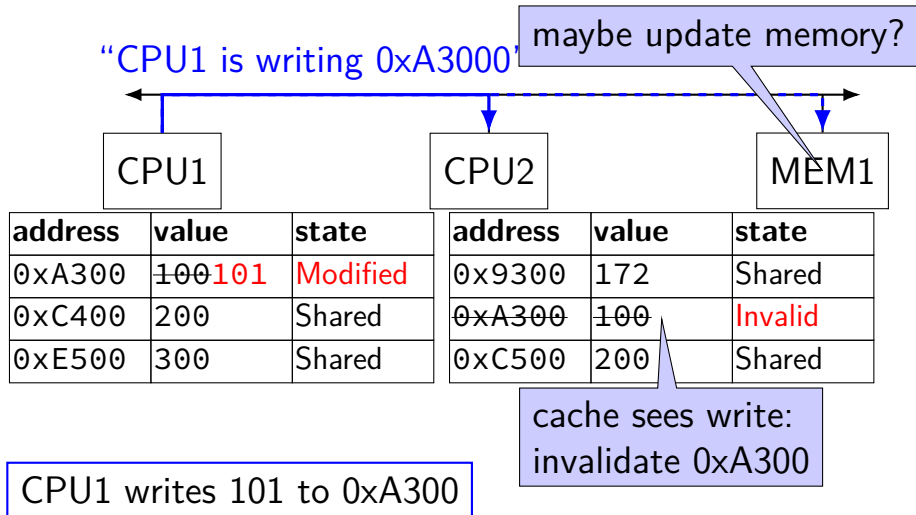 maybe update memory?
“CPU1 is writing 0xA3000”
CPU1
CPU2
MEM1
address value state
0xA300 100101 Modified
0xC400 200 Shared
0xE500 300 Shared
address value state
0x9300 172 Shared
0xA300 100 Invalid
0xC500 200 Shared
cache sees write:
invalidate 0xA300
CPU1 writes 101 to 0xA300